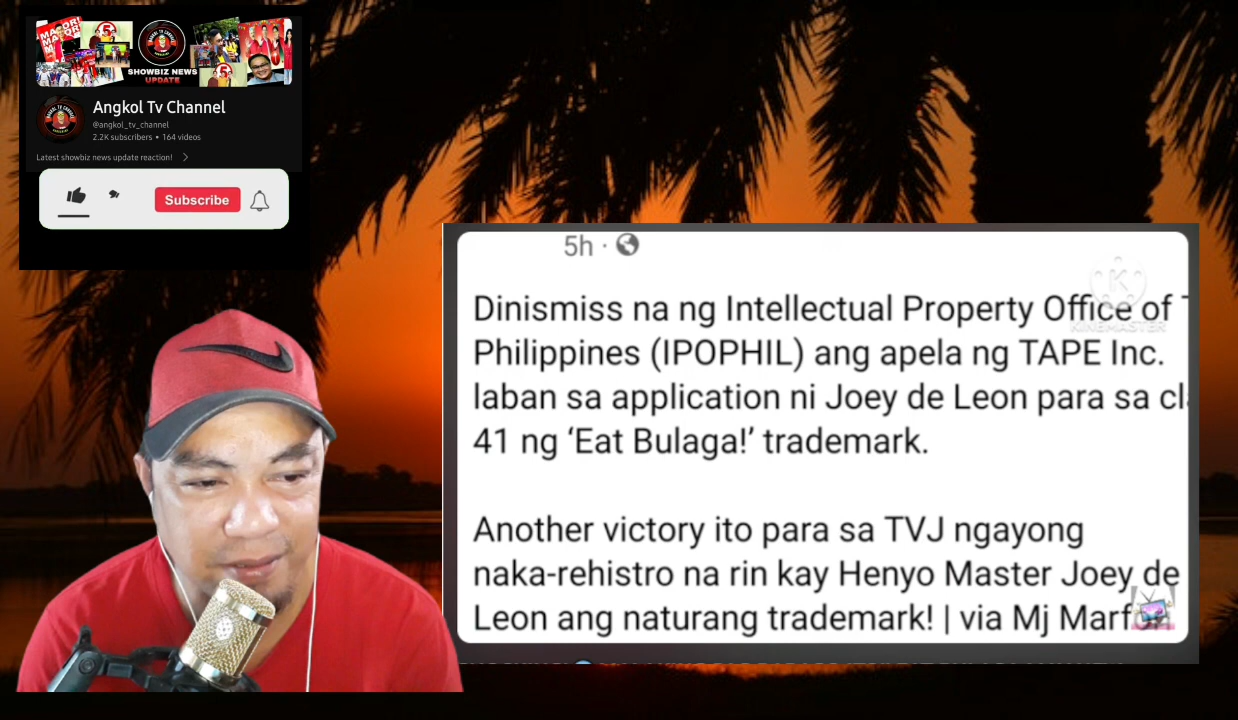 MAJORI
MAJOR
SHOWBIZ NEWS
UPDATE
Angkol Tv Channel
@angkol_tv_channel
2.2K subscribers • 164 videos
Latest showbiz news update reaction!
Subscribe
5h ·
Dinismiss na ng Intellectual Property Office of
Philippines (IPOPHIL) ang apela ng TAPE Inc.
laban sa application ni Joey de Leon para sa
41 ng ‘Eat Bulaga!’ trademark.
Another victory ito para sa TVJ ngayong
naka-rehistro na rin kay Henyo Master Joey de
Leon ang naturang trademark! | via Mj
KINEMASTER